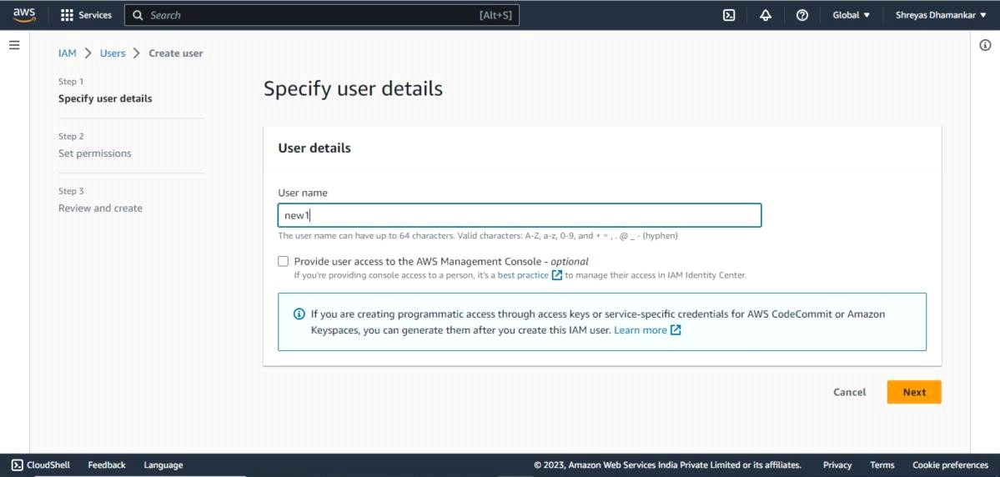 aws Services Search [Alt+S] Global ▼ Shreyas Dhamankar ▼
IAM > Users > Create user
Step 1
Specify user details
Step 2
Set permissions
Step 3
Review and create
Specify user details
User details
User name
new1
The user name can have up to 64 characters. Valid characters: A-Z, a-z, 0-9, and + = , . @ _ - (hyphen)
Provide user access to the AWS Management Console - optional
If you're providing console access to a person, it's a best practice to manage their access in IAM Identity Center.
If you are creating programmatic access through access keys or service-specific credentials for AWS CodeCommit or Amazon
Keyspaces, you can generate them after you create this IAM user. Learn more
Cancel Next
CloudShell Feedback Language © 2023, Amazon Web Services India Private Limited or its affiliates. Privacy Terms Cookie preferences